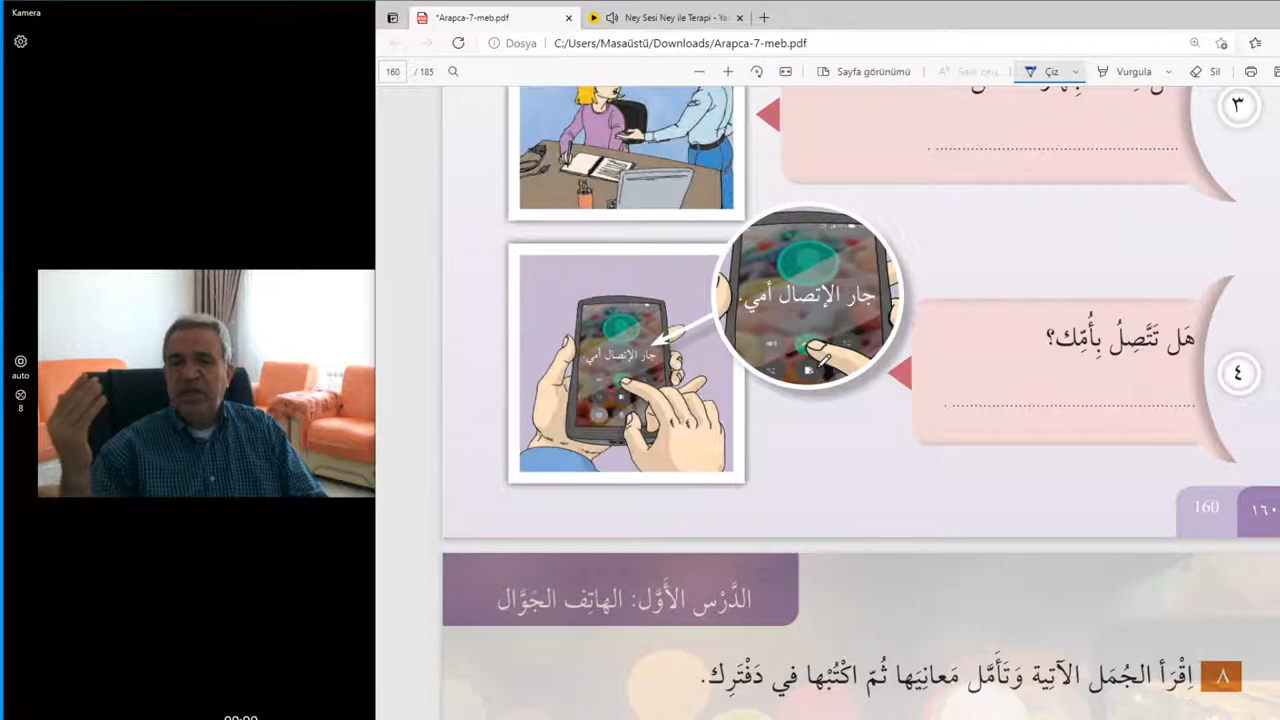 Kamera
*Arapca-7-meb.pdf
Ney Sesi Ney ile Terapi - Yo
Dosya
C:/Users/Masaüstü/Downloads/Arapca-7-meb.pdf
160 / 185
Sayfa görünümü
Çiz
Vurgula
Sil
٣
جار الإتصال أمي.
جار الإتصال أمي
هَل تَتَّصِلُ بِأُمِّك؟
٤
auto
8
160
١٦٠
الدَّرْس الأَوَّل: الهاتِف الجَوَّال
٨
اِقْرَأ الجُمَل الآتِية وَتَأَمَّل مَعانِيَها ثُمّ اكْتُبْها في دَفْتَرِك.